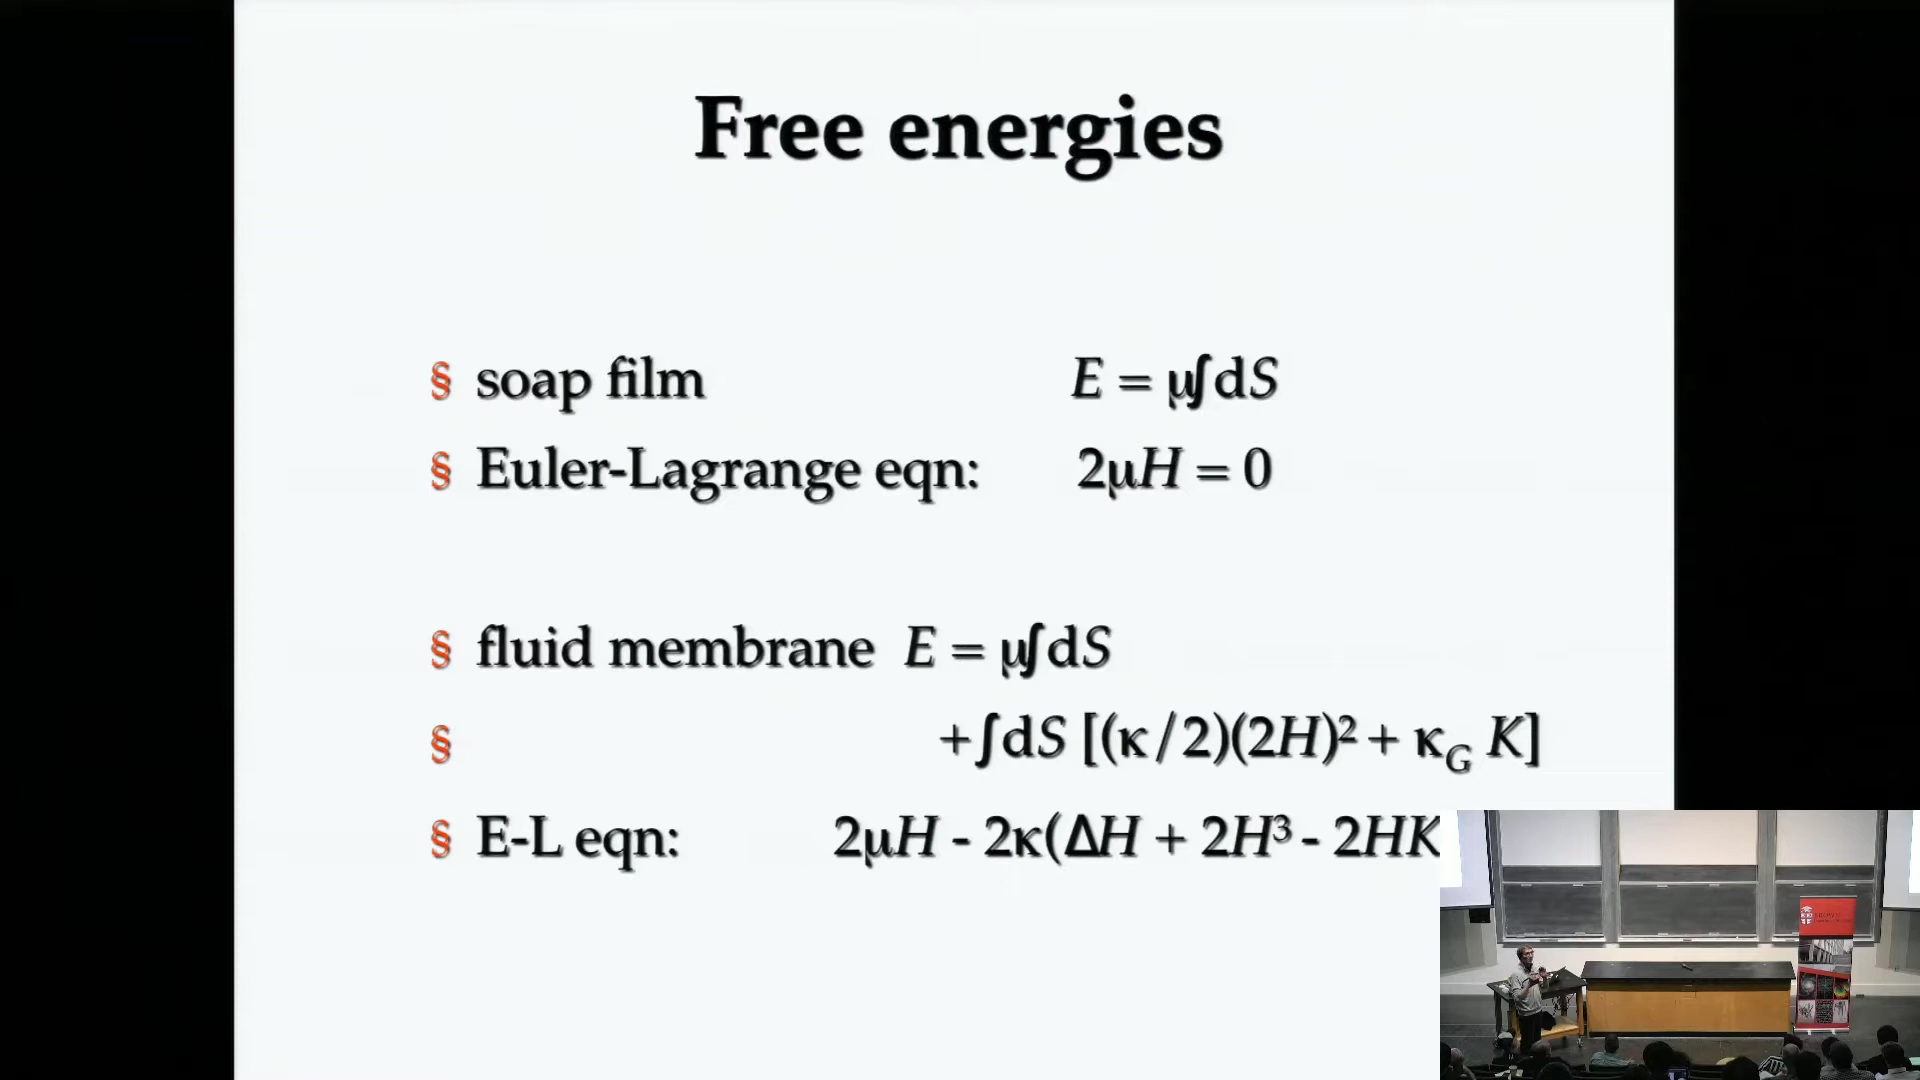 Free energies
§ soap film E = μ∫dS
§ Euler-Lagrange eqn: 2μH = 0
§ fluid membrane E = μ∫dS
§ +∫dS [(κ/2)(2H)² + κ_G K]
§ E-L eqn: 2μH - 2κ(ΔH + 2H³ - 2HK